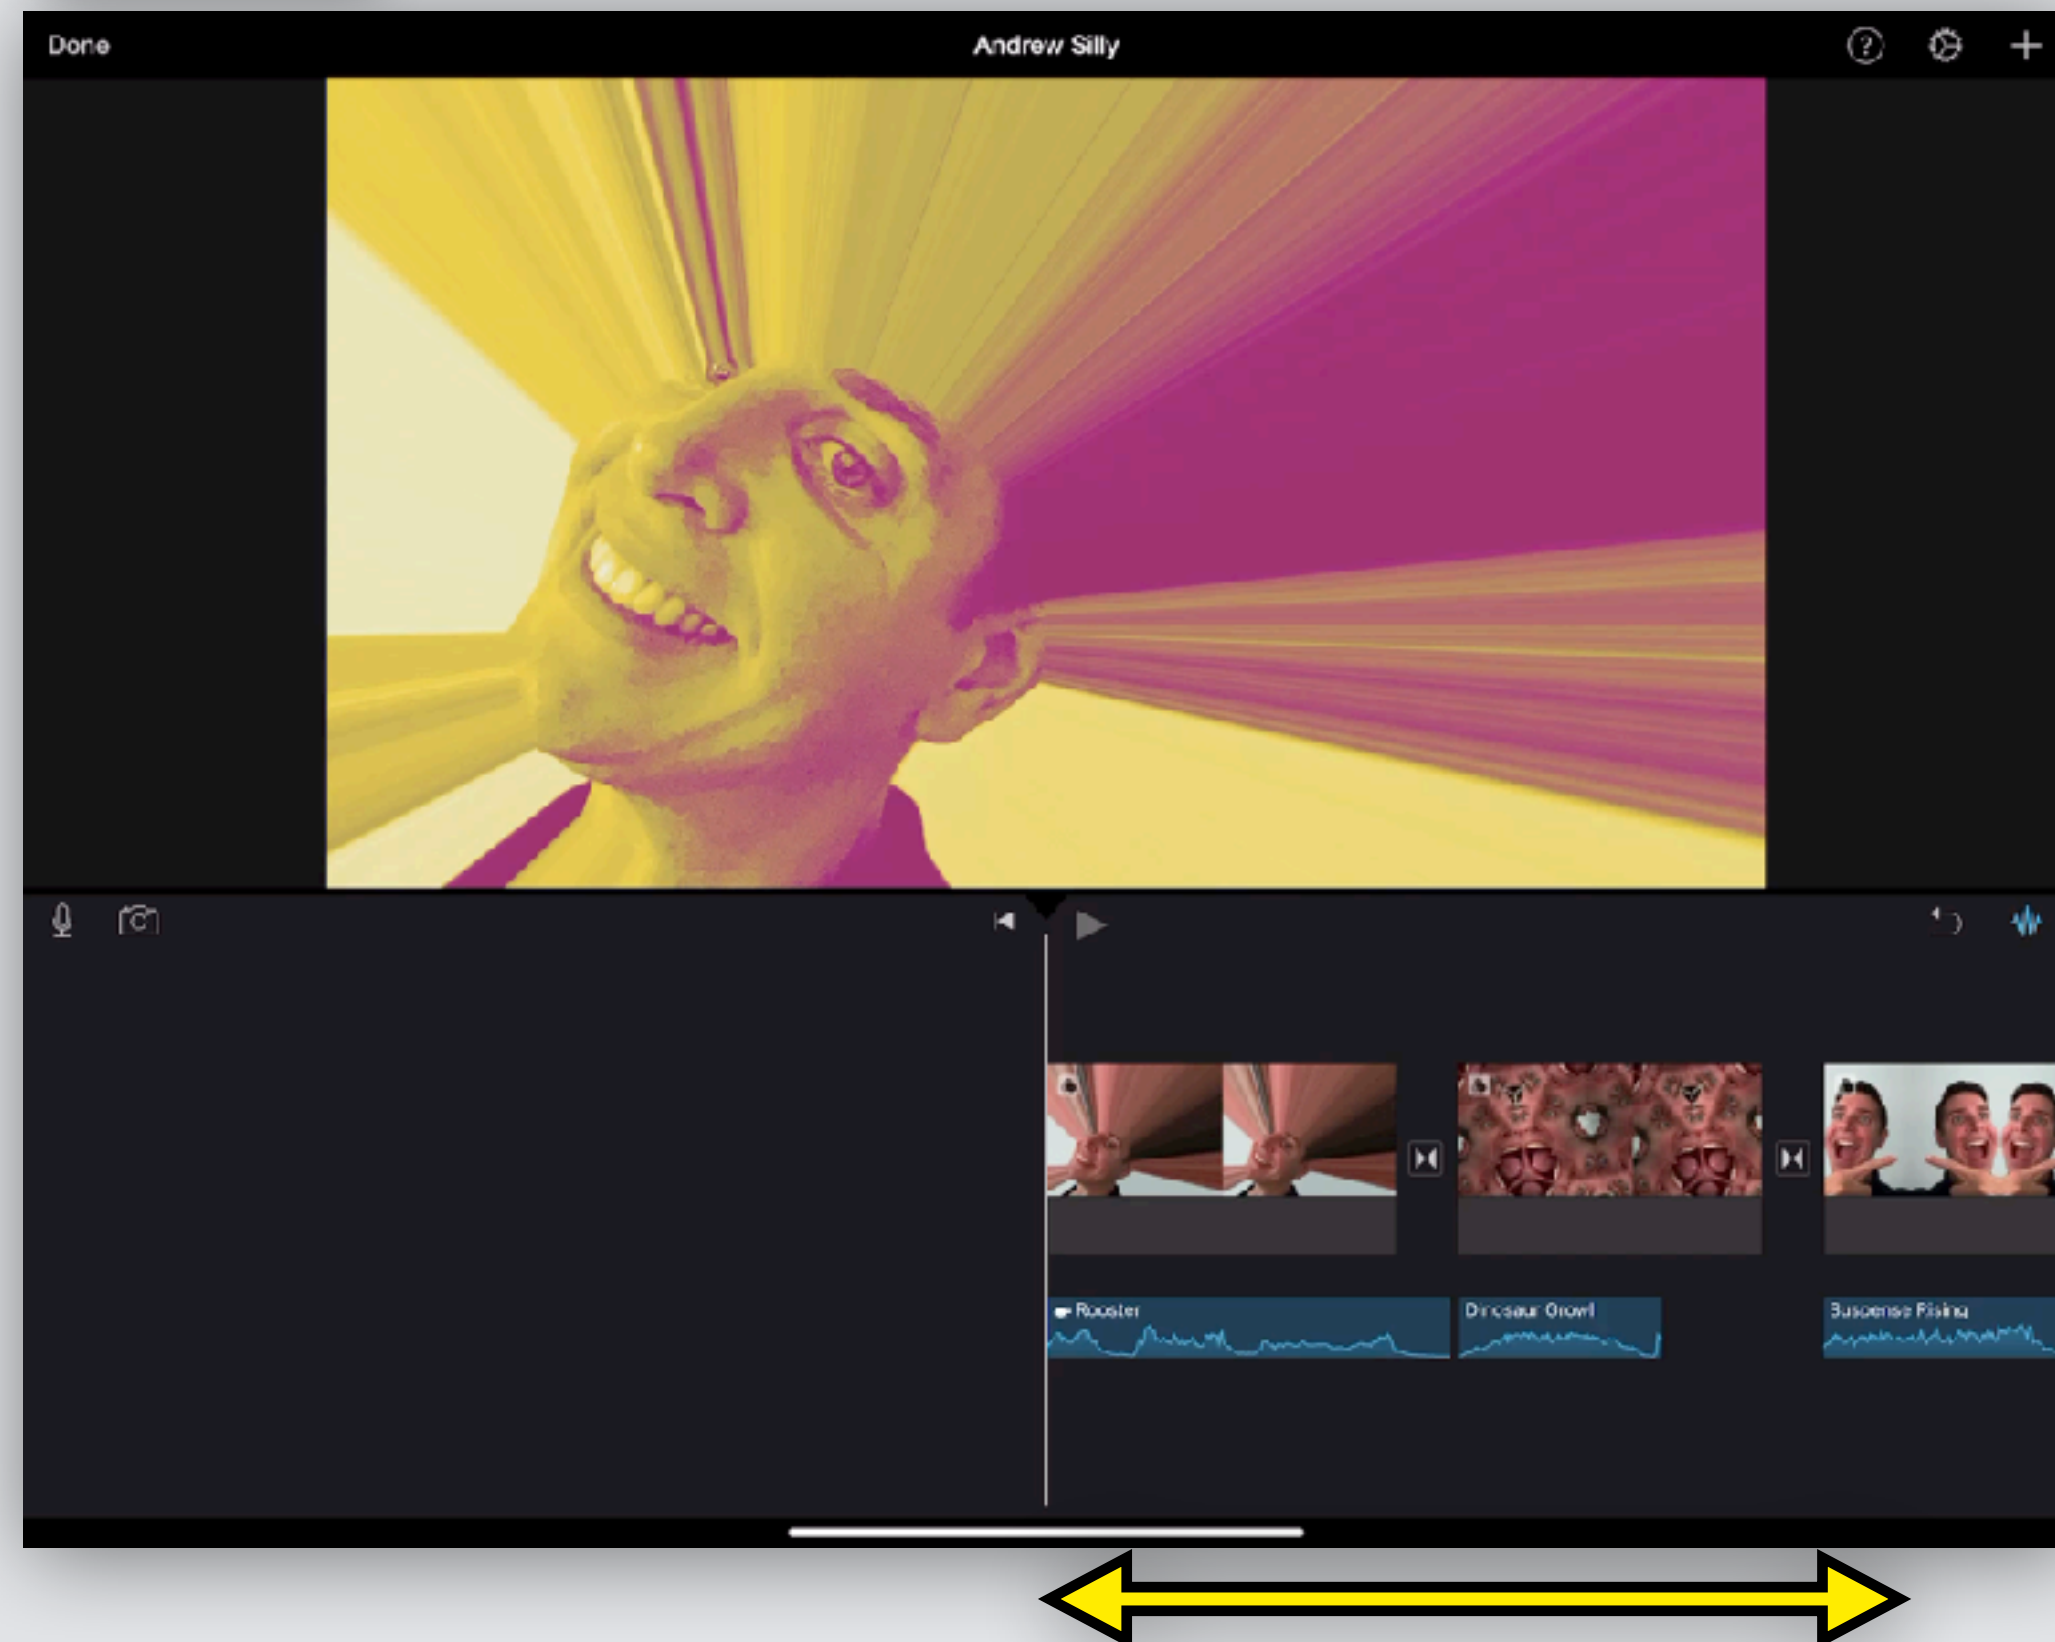 Done
Andrew Silly
Rooster
Dinosaur Growl
Suspense Rising